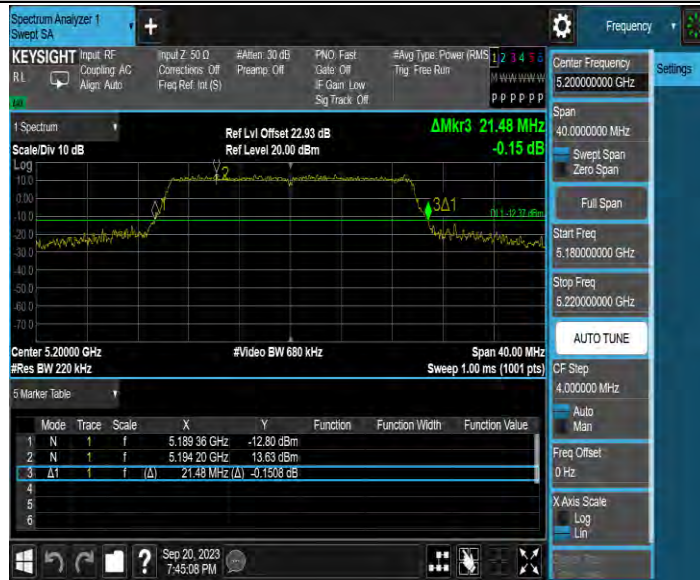 Spectrum Analyzer 1
Swept SA
+
Frequency
KEYSIGHT
RL
Input: RF
Coupling: AC
Align: Auto
Input Z: 50 Ω
Corrections: Off
Freq Ref: Int (S)
#Atten: 30 dB
Preamp: Off
PNO: Fast
Gate: Off
IF Gain: Low
Sig Track: Off
#Avg Type: Power (RMS
Trig: Free Run
1 2 3 4 5 6
M W W W W W
P P P P P P
Center Frequency
5.200000000 GHz
Settings
Span
40.0000000 MHz
Swept Span
Zero Span
Full Span
Start Freq
5.180000000 GHz
Stop Freq
5.220000000 GHz
AUTO TUNE
CF Step
4.000000 MHz
Auto
Man
Freq Offset
0 Hz
X Axis Scale
Log
Lin
1 Spectrum
Scale/Div 10 dB
Ref Lvl Offset 22.93 dB
Ref Level 20.00 dBm
ΔMkr3 21.48 MHz
-0.15 dB
Log
10.0
0.00
-10.0
-20.0
-30.0
-40.0
-50.0
-60.0
-70.0
2
3Δ1
DL1 -12.37 dBm
Center 5.20000 GHz
#Res BW 220 kHz
#Video BW 680 kHz
Span 40.00 MHz
Sweep 1.00 ms (1001 pts)
5 Marker Table
Mode Trace Scale X Y Function Function Width Function Value
1 N 1 f 5.189 36 GHz -12.80 dBm
2 N 1 f 5.194 20 GHz 13.63 dBm
3 Δ1 1 f (Δ) 21.48 MHz (Δ) -0.1508 dB
4
5
6
?
Sep 20, 2023
7:45:08 PM